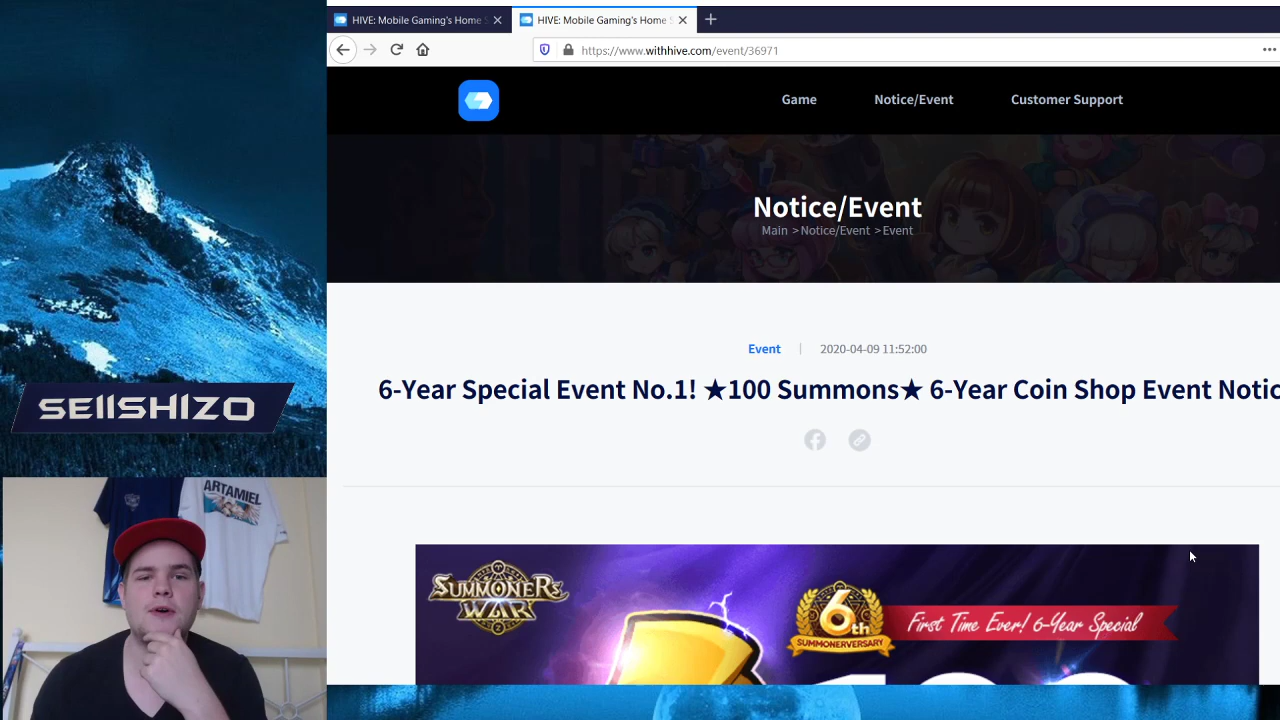 HIVE: Mobile Gaming's Home S
HIVE: Mobile Gaming's Home S
https://www.withhive.com/event/36971
Game
Notice/Event
Customer Support
Notice/Event
Main > Notice/Event > Event
Event | 2020-04-09 11:52:00
6-Year Special Event No.1! ★100 Summons★ 6-Year Coin Shop Event Notic
SEIISHIZO
ARTAMIEL
SUMMONERS WAR
6th
SUMMONERVERSARY
First Time Ever! 6-Year Special